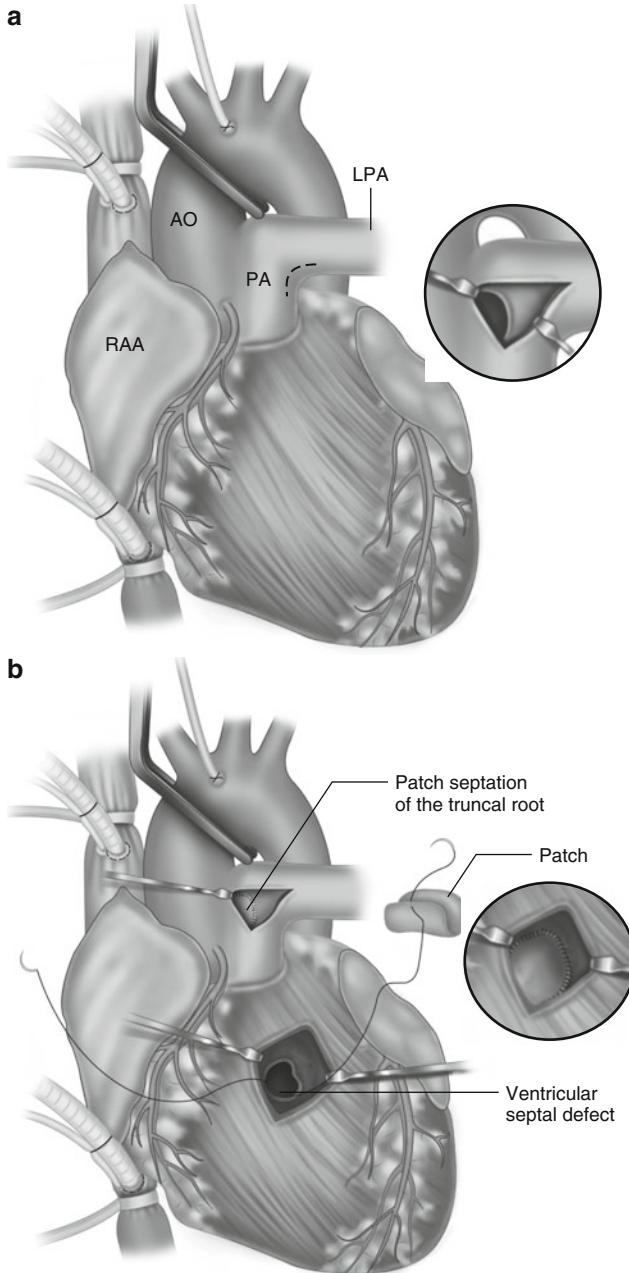 a
LPA
AO
PA
RAA
b
Patch septation
of the truncal root
Patch
Ventricular
septal defect